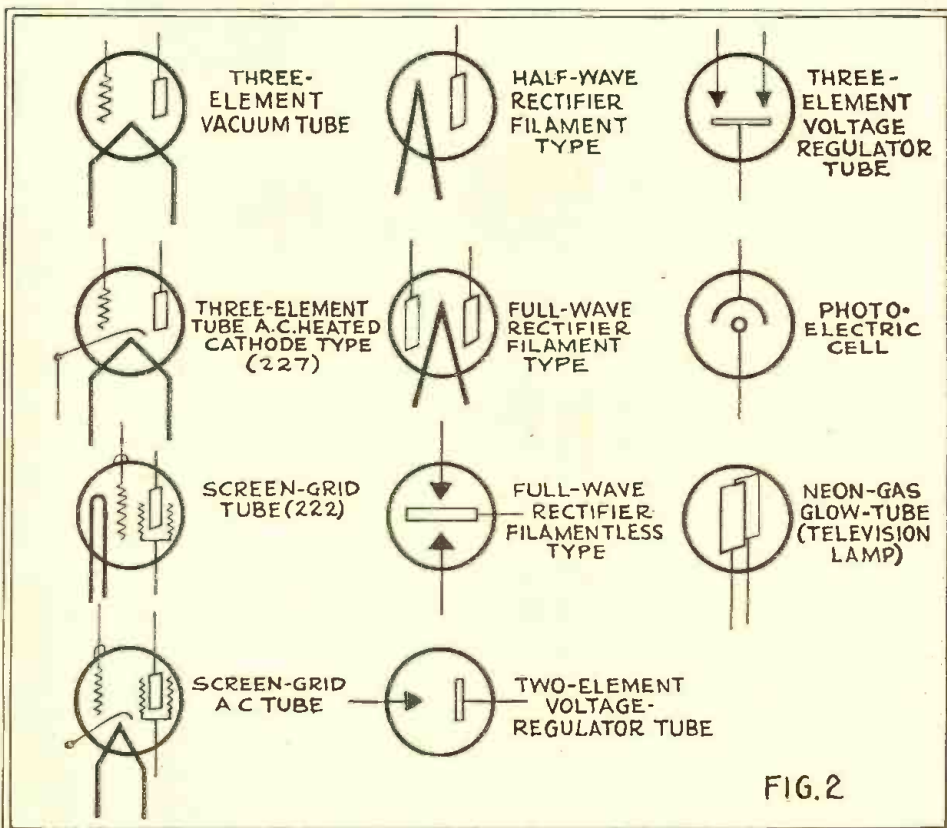 THREE-
ELEMENT
VACUUM TUBE
HALF-WAVE
RECTIFIER
FILAMENT
TYPE
THREE-
ELEMENT
VOLTAGE
REGULATOR
TUBE
THREE-ELEMENT
TUBE A.C. HEATED
CATHODE TYPE
(227)
FULL-WAVE
RECTIFIER
FILAMENT
TYPE
PHOTO-
ELECTRIC
CELL
SCREEN-GRID
TUBE (222)
FULL-WAVE
RECTIFIER
FILAMENTLESS
TYPE
NEON-GAS
GLOW-TUBE
(TELEVISION
LAMP)
SCREEN-GRID
A C TUBE
TWO-ELEMENT
VOLTAGE-
REGULATOR TUBE
FIG. 2